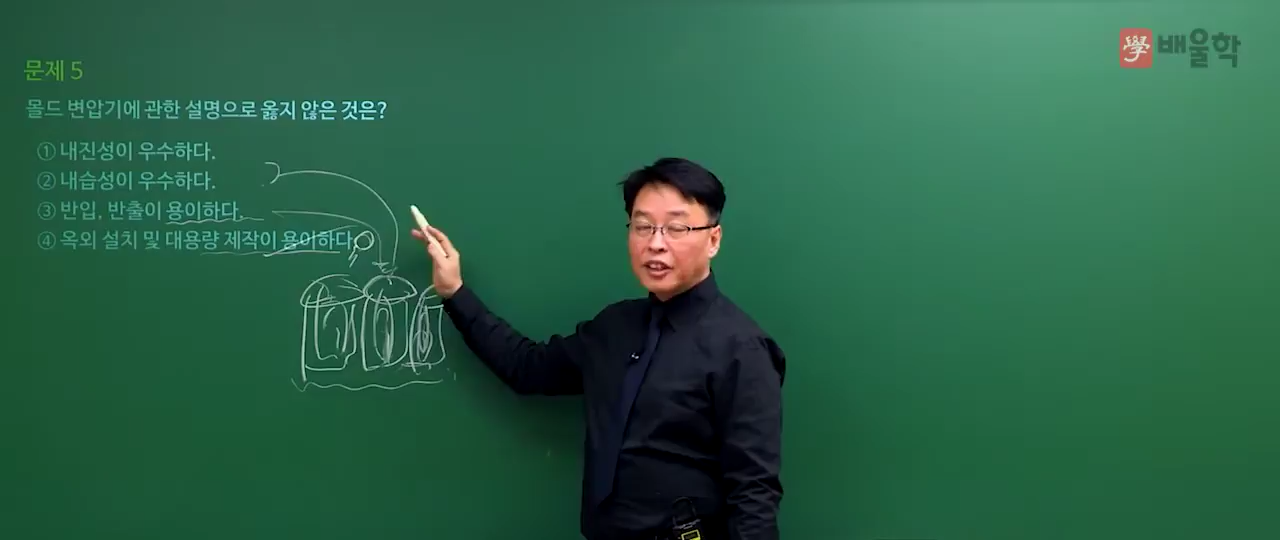 學 배울학
문제 5
몰드 변압기에 관한 설명으로 옳지 않은 것은?
① 내진성이 우수하다.
② 내습성이 우수하다.
③ 반입, 반출이 용이하다.
④ 옥외 설치 및 대용량 제작이 용이하다.